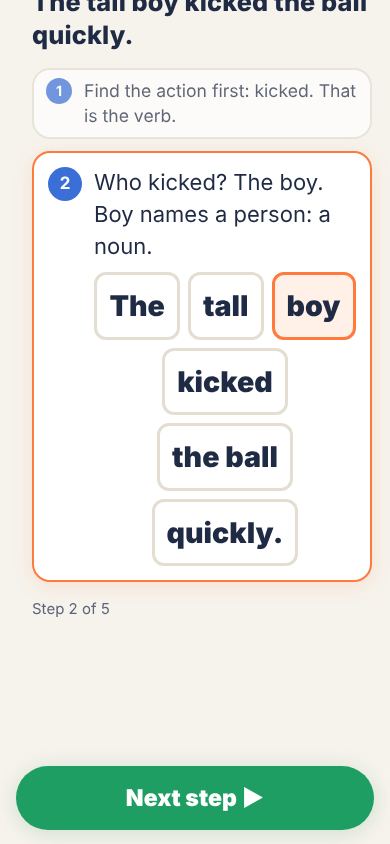 The tall boy kicked the ball
quickly.
1 Find the action first: kicked. That
is the verb.
2 Who kicked? The boy.
Boy names a person: a
noun.
The tall boy
kicked
the ball
quickly.
Step 2 of 5
Next step ▶